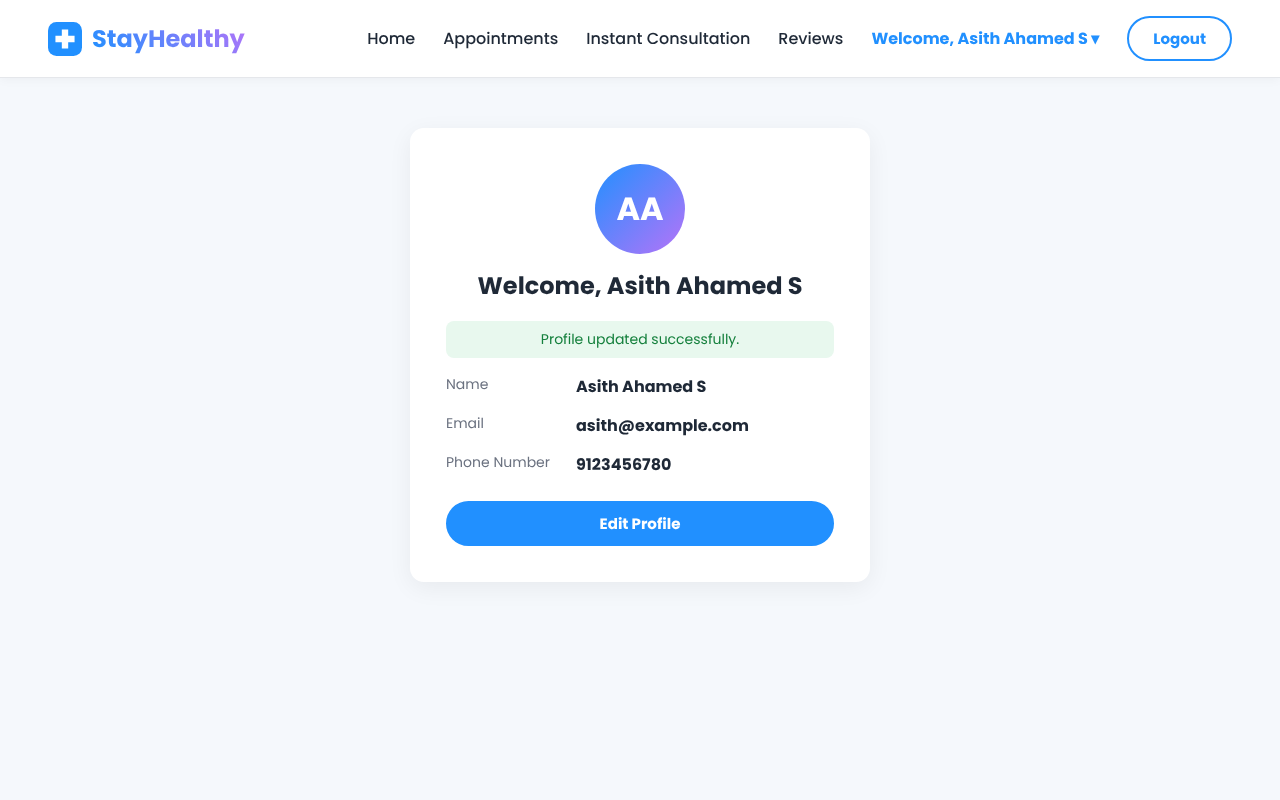 StayHealthy
Home
Appointments
Instant Consultation
Reviews
Welcome, Asith Ahamed S ▾
Logout
AA
Welcome, Asith Ahamed S
Profile updated successfully.
Name Asith Ahamed S
Email asith@example.com
Phone Number 9123456780
Edit Profile